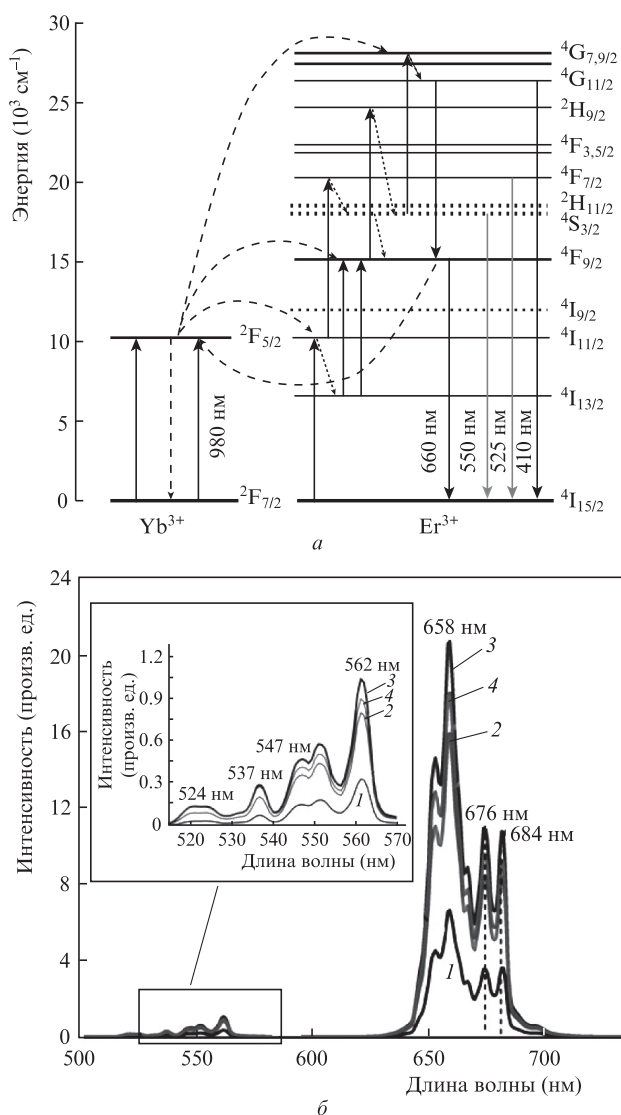 Энергия (10³ см⁻¹)
30
25
20
15
10
5
0
⁴G₇,₉/₂
⁴G₁₁/₂
²H₉/₂
⁴F₃,₅/₂
⁴F₇/₂
²H₁₁/₂
⁴S₃/₂
⁴F₉/₂
⁴I₉/₂
⁴I₁₁/₂
⁴I₁₃/₂
⁴I₁₅/₂
²F₅/₂
²F₇/₂
980 нм
660 нм
550 нм
525 нм
410 нм
Yb³⁺
Er³⁺
а
Интенсивность (произв. ед.)
24
20
16
12
8
4
0
Интенсивность
(произв. ед.)
1.2
0.9
0.6
0.3
0
524 нм
537 нм
547 нм
562 нм
3
4
2
1
510
520
530
540
550
560
570
Длина волны (нм)
658 нм
3
4
2
676 нм
684 нм
1
500
550
600
650
700
Длина волны (нм)
б